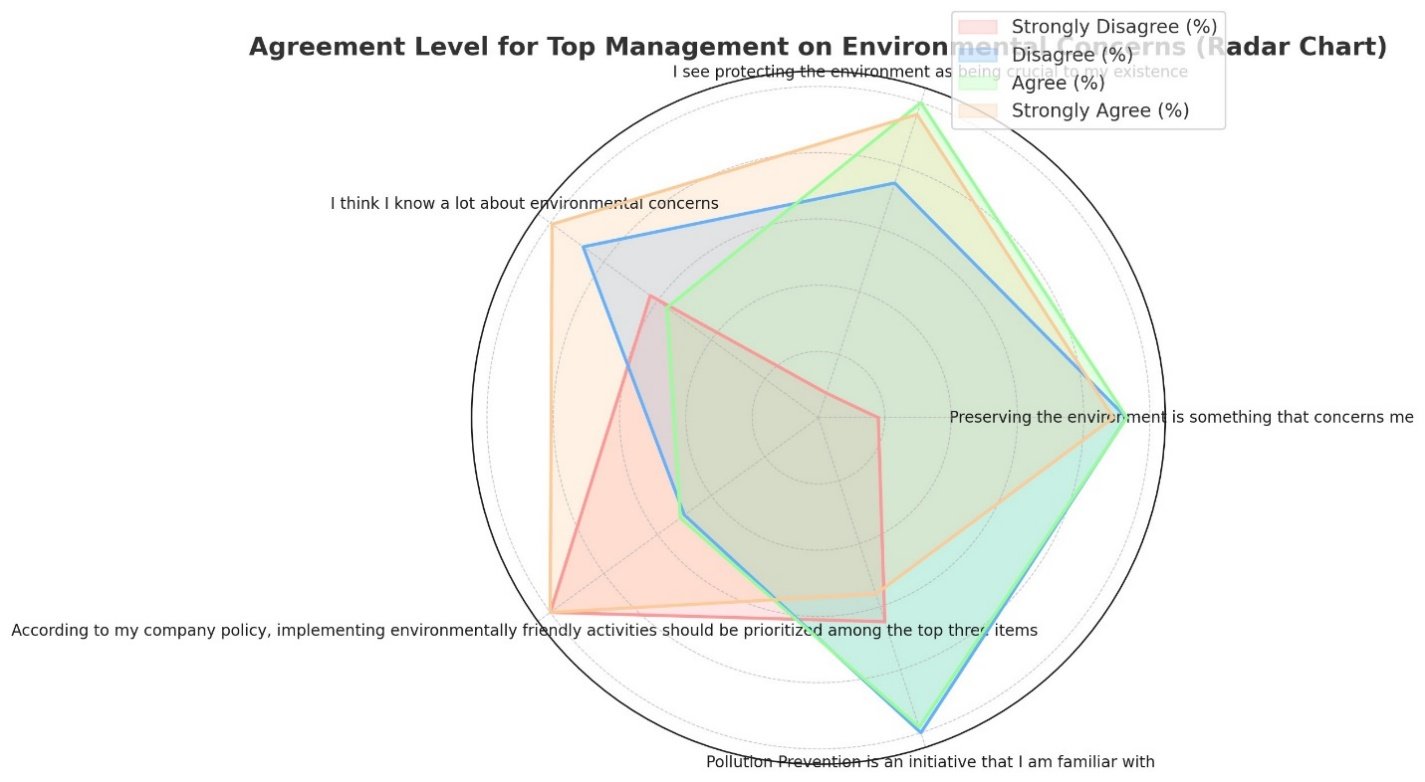 Agreement Level for Top Management on Environmental Concerns (Radar Chart)
Strongly Disagree (%)
Disagree (%)
Agree (%)
Strongly Agree (%)
I see protecting the environment as being crucial to my existence
I think I know a lot about environmental concerns
Preserving the environment is something that concerns me
According to my company policy, implementing environmentally friendly activities should be prioritized among the top three items
Pollution Prevention is an initiative that I am familiar with